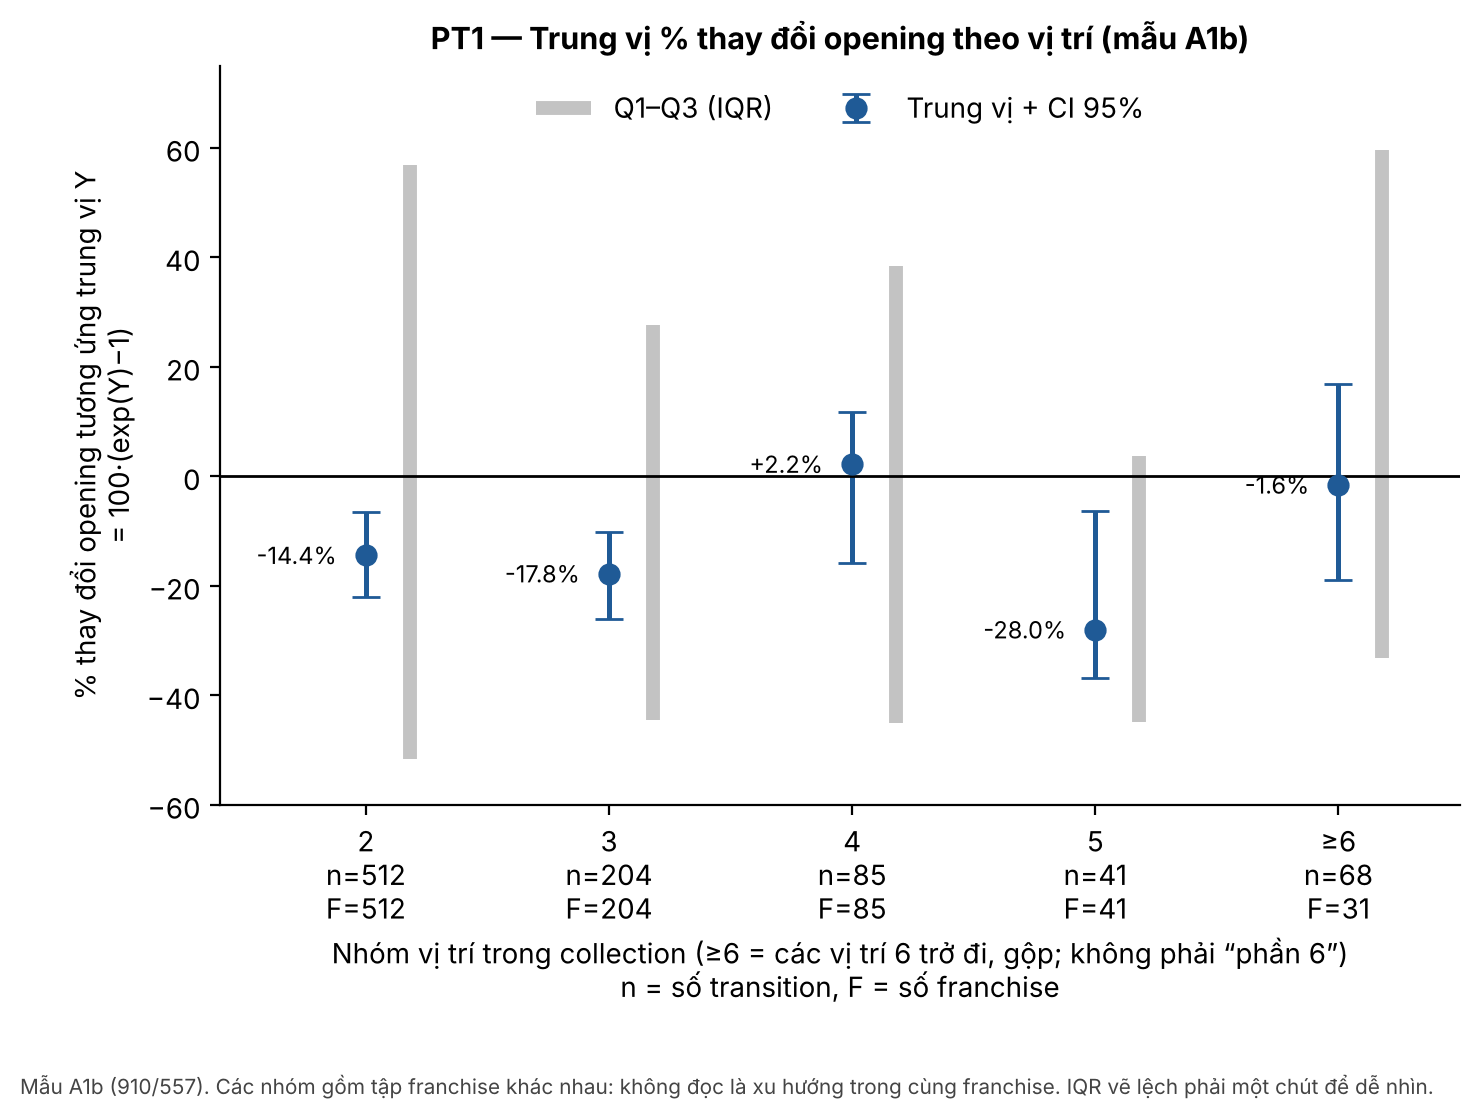 PT1 — Trung vị % thay đổi opening theo vị trí (mẫu A1b)
Q1–Q3 (IQR)
Trung vị + CI 95%
% thay đổi opening tương ứng trung vị Y
= 100·(exp(Y)−1)
60
40
20
0
−20
−40
−60
-14.4%
-17.8%
+2.2%
-28.0%
-1.6%
2
n=512
F=512
3
n=204
F=204
4
n=85
F=85
5
n=41
F=41
≥6
n=68
F=31
Nhóm vị trí trong collection (≥6 = các vị trí 6 trở đi, gộp; không phải “phần 6”)
n = số transition, F = số franchise
Mẫu A1b (910/557). Các nhóm gồm tập franchise khác nhau: không đọc là xu hướng trong cùng franchise. IQR vẽ lệch phải một chút để dễ nhìn.